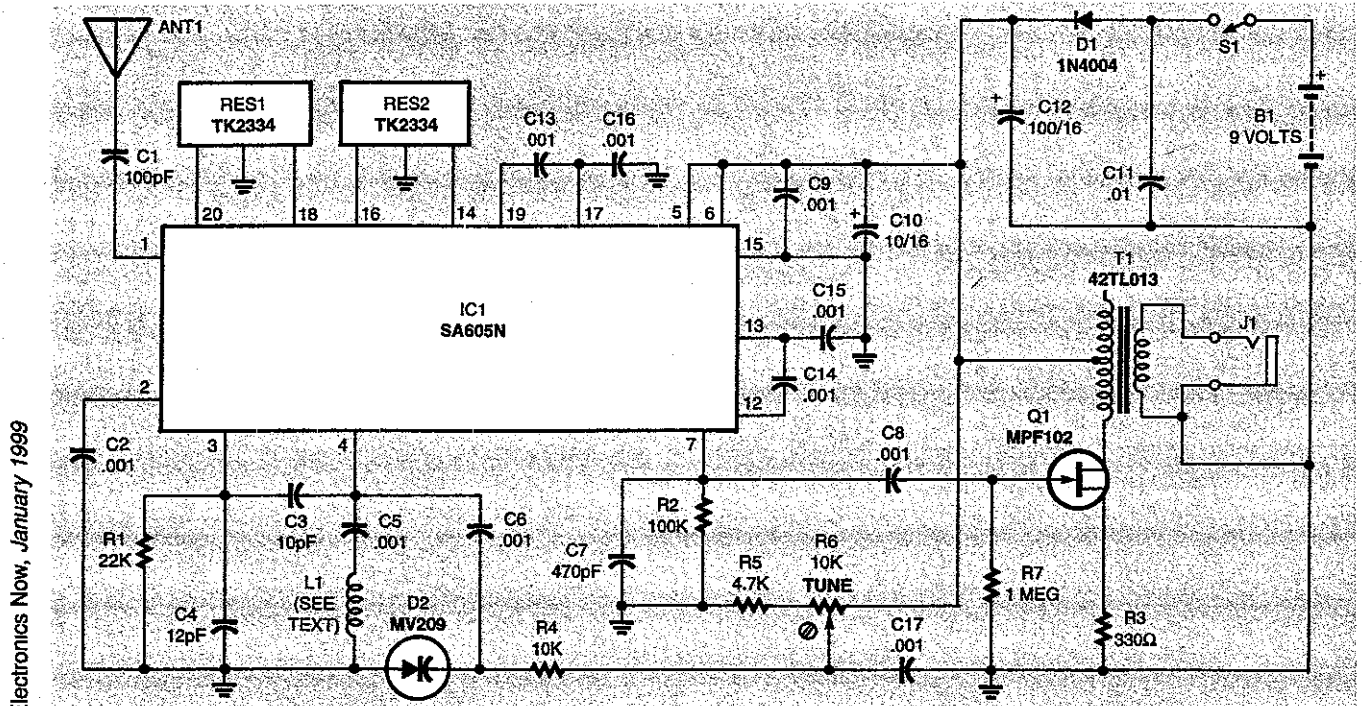 Electronics Now, January 1999
ANT1
C1
100pF
RES1
TK2334
RES2
TK2334
C13
.001
C16
.001
20
18
16
14
19
17
5
6
1
2
3
4
7
15
13
12
IC1
SA605N
C9
.001
+
C10
10/16
C15
.001
C14
.001
+
C12
100/16
D1
1N4004
C11
.01
S1
+
B1
9 VOLTS
T1
42TL013
J1
Q1
MPF102
C2
.001
R1
22K
C4
12pF
C3
10pF
C5
.001
C6
.001
L1
(SEE
TEXT)
D2
MV209
R4
10K
C7
470pF
R2
100K
R5
4.7K
R6
10K
TUNE
C8
.001
C17
.001
R7
1 MEG
R3
330Ω